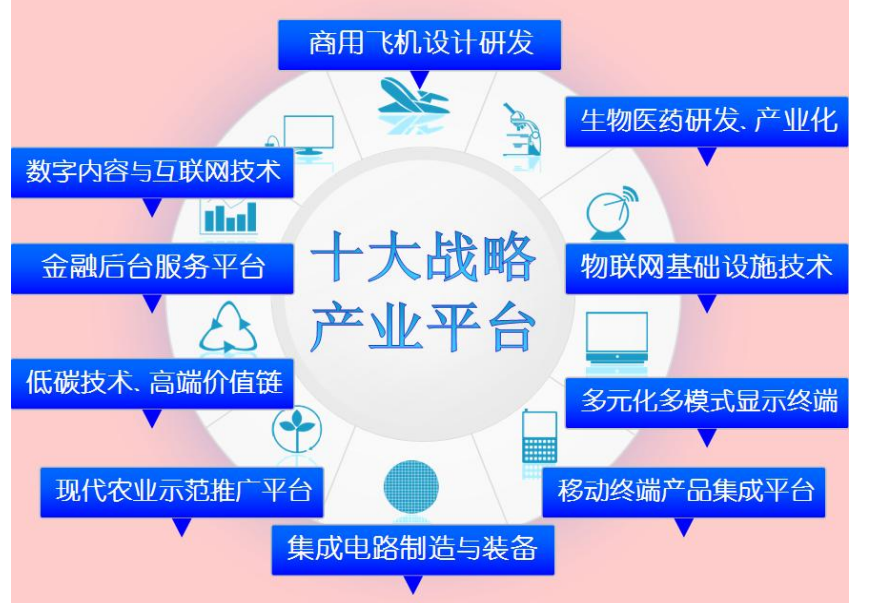 商用飞机设计研发
生物医药研发、产业化
数字内容与互联网技术
十大战略
产业平台
金融后台服务平台
物联网基础设施技术
低碳技术、高端价值链
多元化多模式显示终端
现代农业示范推广平台
移动终端产品集成平台
集成电路制造与装备